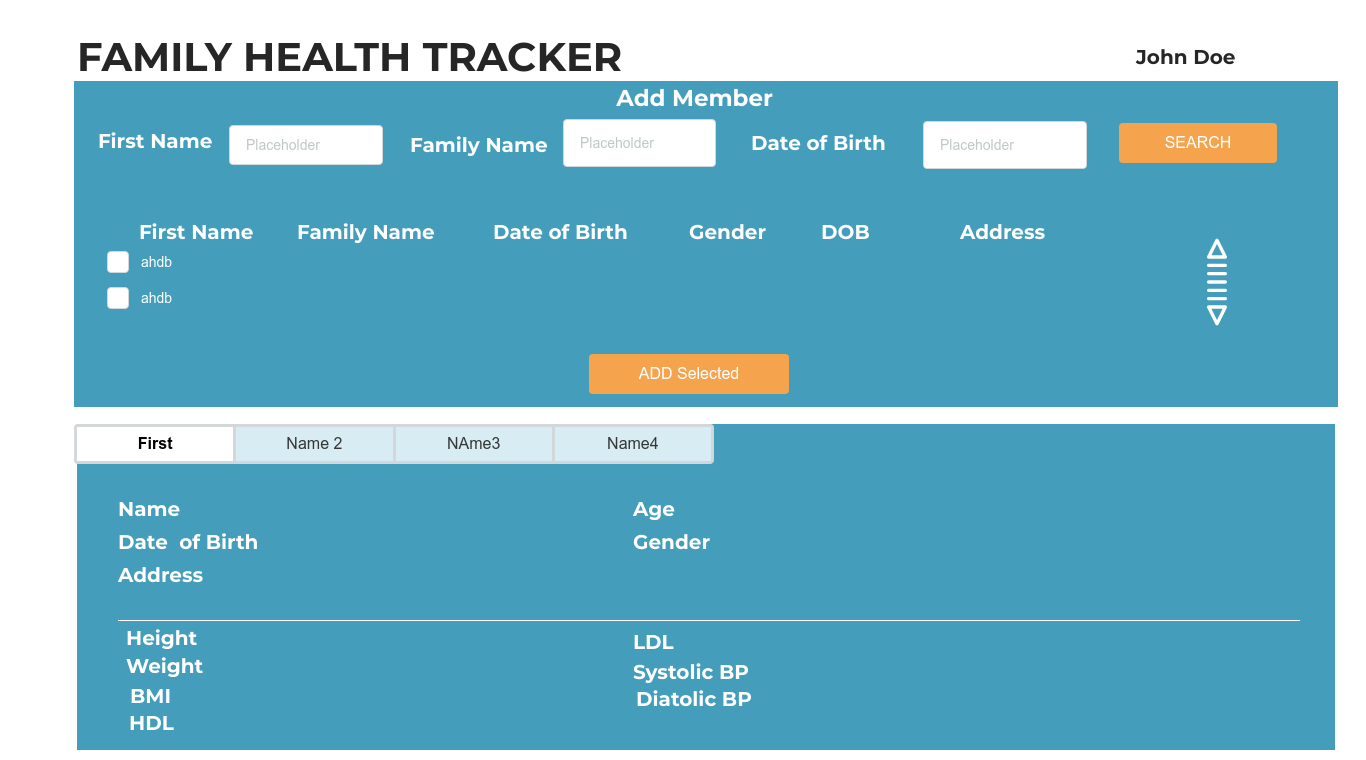 FAMILY HEALTH TRACKER John Doe
Add Member
First Name Placeholder Family Name Placeholder Date of Birth Placeholder SEARCH
First Name Family Name Date of Birth Gender DOB Address
ahdb
ahdb
ADD Selected
First Name 2 NAme3 Name4
Name Age
Date of Birth Gender
Address
Height LDL
Weight Systolic BP
BMI Diatolic BP
HDL